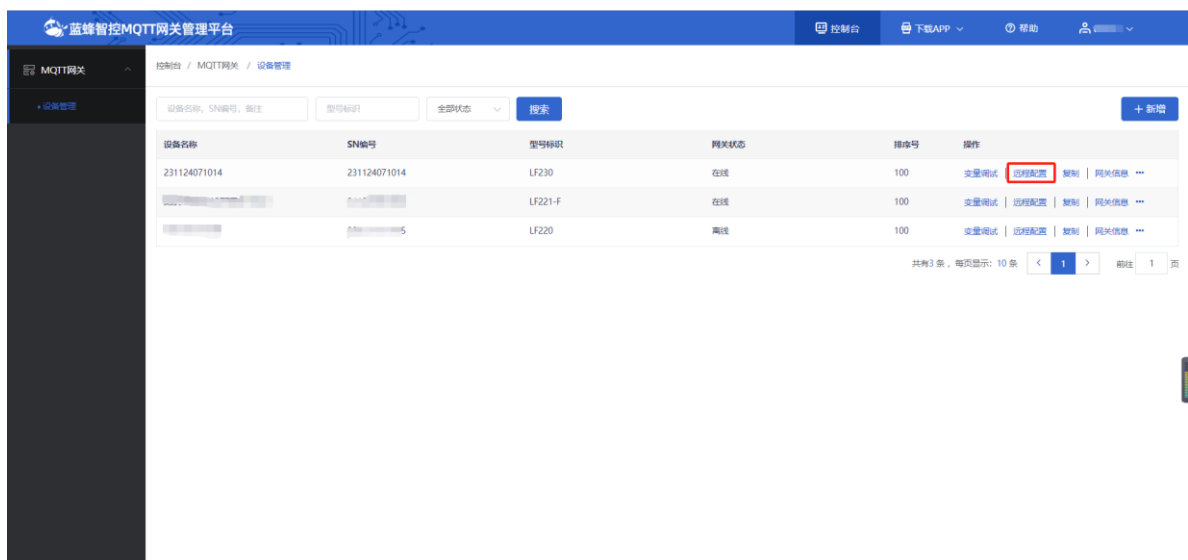 蓝蜂智控MQTT网关管理平台
控制台 下载APP 帮助
MQTT网关
控制台 / MQTT网关 / 设备管理
• 设备管理
设备名称, SN编号, 备注 型号标识 全部状态 搜索 + 新增
设备名称 SN编号 型号标识 网关状态 排序号 操作
231124071014 231124071014 LF230 在线 100 变量调试 | 远程配置 | 复制 | 网关信息 •••
LF221-F 在线 100 变量调试 | 远程配置 | 复制 | 网关信息 •••
5 LF220 离线 100 变量调试 | 远程配置 | 复制 | 网关信息 •••
共有3 条 , 每页显示: 10 条 < 1 > 前往 1 页